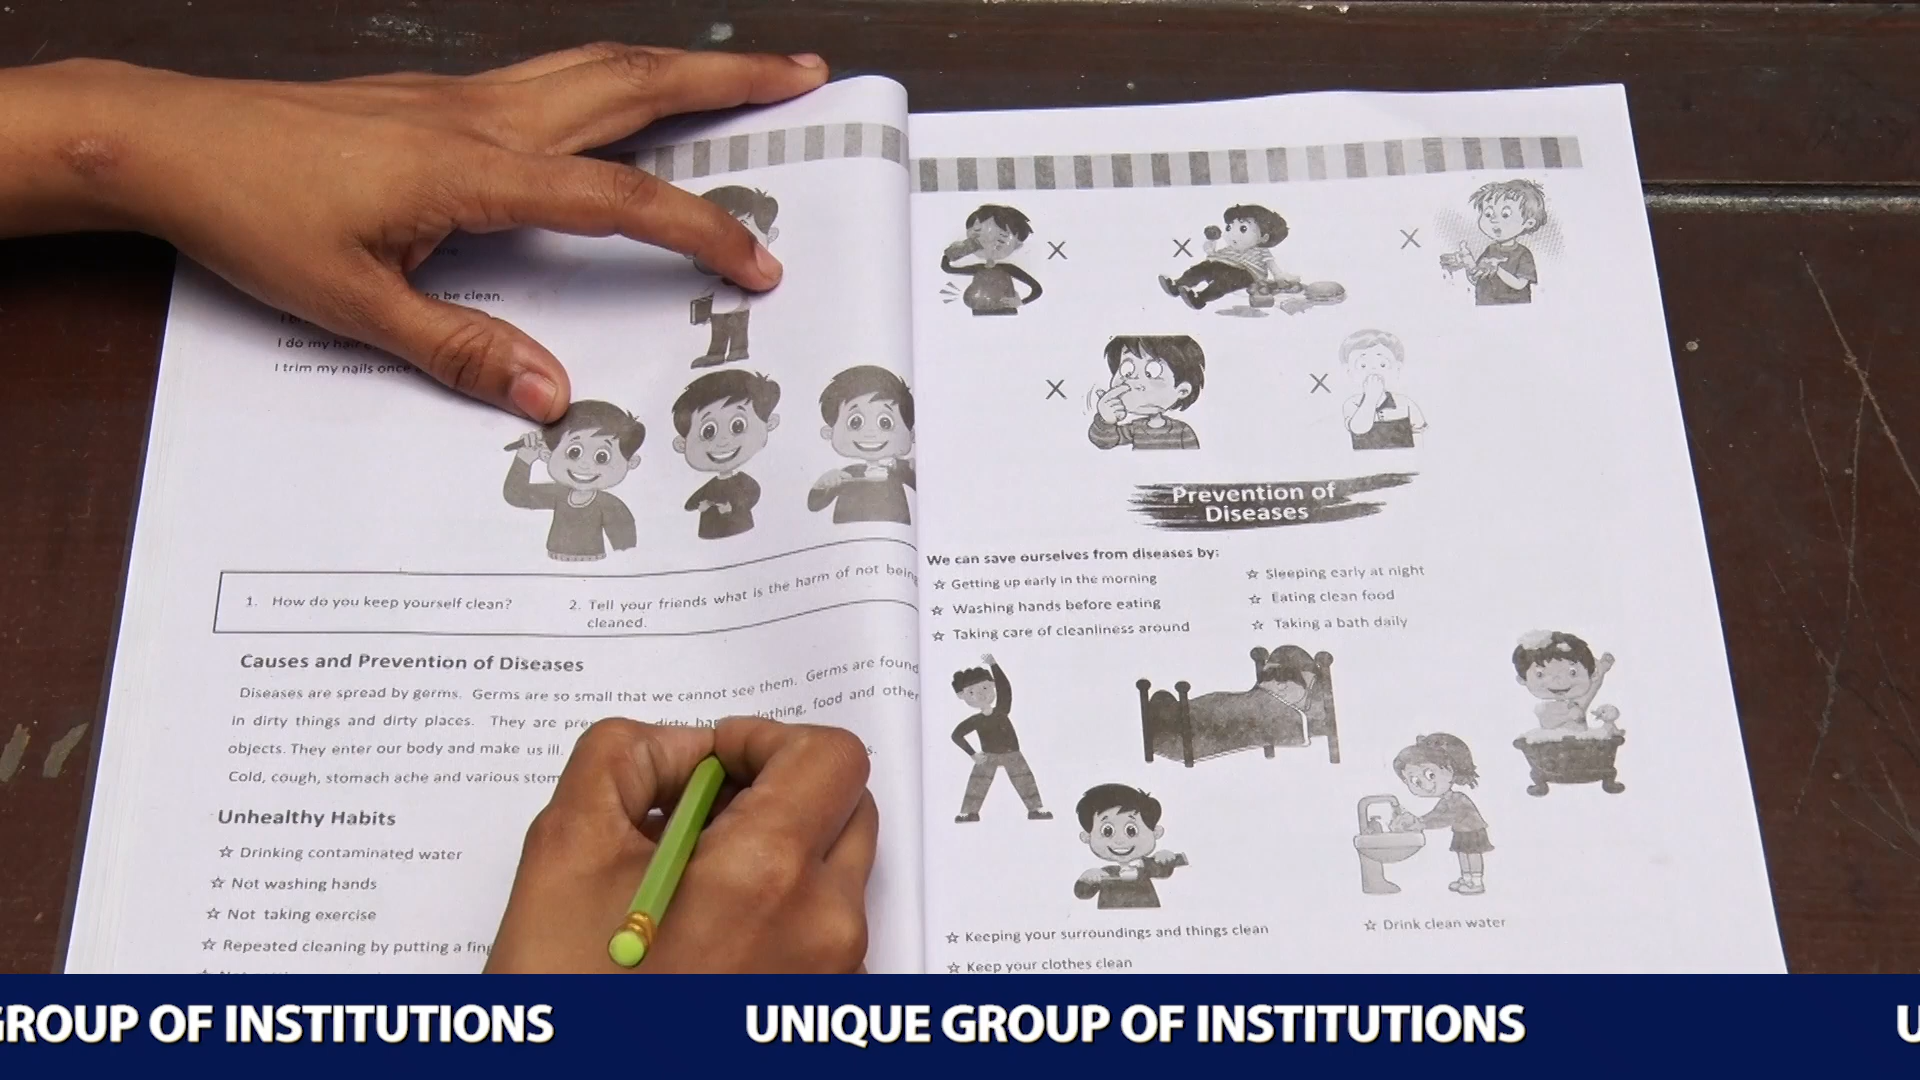 to be clean.
I do my hair
I trim my nails once
1. How do you keep yourself clean?
2. Tell your friends what is the harm of not being
cleaned.
Causes and Prevention of Diseases
Diseases are spread by germs. Germs are so small that we cannot see them. Germs are found
in dirty things and dirty places. They are dirty clothing, food and other
objects. They enter our body and make us ill.
Cold, cough, stomach ache and various
Unhealthy Habits
☆ Drinking contaminated water
☆ Not washing hands
☆ Not taking exercise
☆ Repeated cleaning by putting a
X
X
X
X
X
Prevention of
Diseases
We can save ourselves from diseases by:
☆ Getting up early in the morning
☆ Washing hands before eating
☆ Taking care of cleanliness around
☆ Sleeping early at night
☆ Eating clean food
☆ Taking a bath daily
☆ Keeping your surroundings and things clean
☆ Drink clean water
☆ Keep your clothes clean
GROUP OF INSTITUTIONS
UNIQUE GROUP OF INSTITUTIONS
U